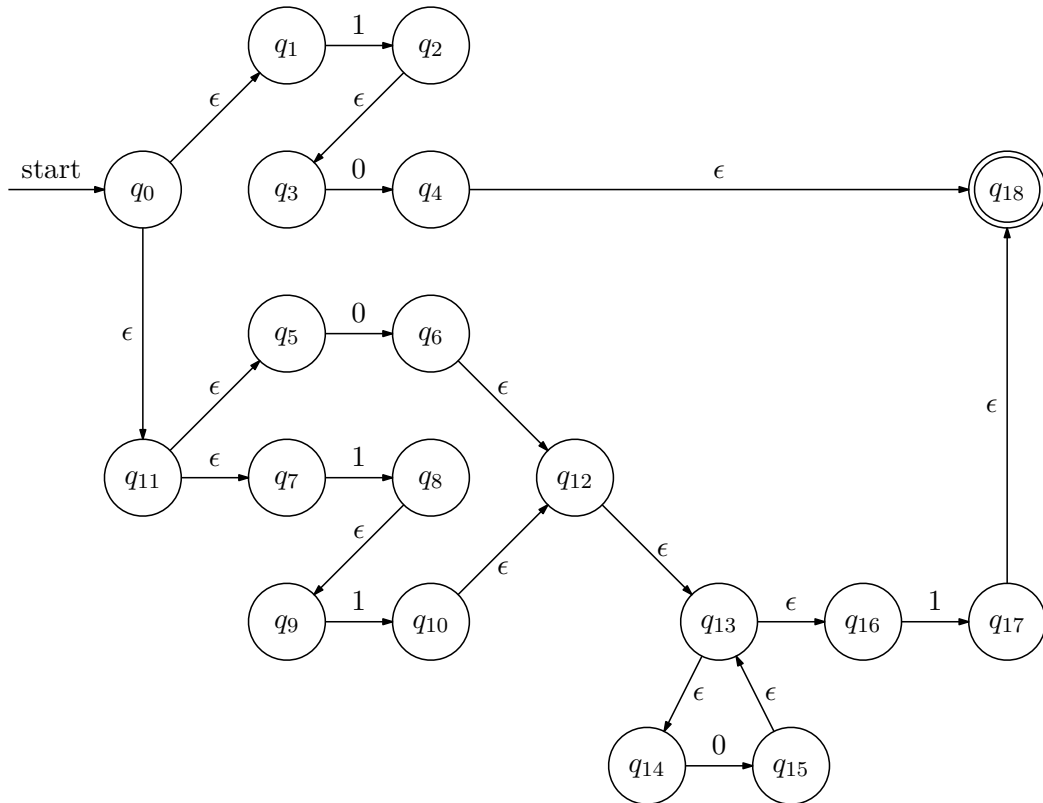 q1 1 q2
ϵ ϵ
start q0 q3 0 q4 ϵ q18
ϵ q5 0 q6
ϵ ϵ ϵ
q11 ϵ q7 1 q8 q12
ϵ ϵ ϵ
q9 1 q10 ϵ q13 ϵ q16 1 q17
ϵ ϵ
q14 0 q15